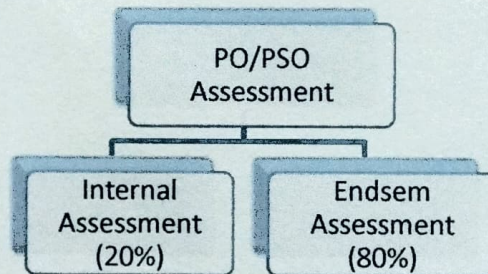 PO/PSO
Assessment
Internal
Assessment
(20%)
Endsem
Assessment
(80%)